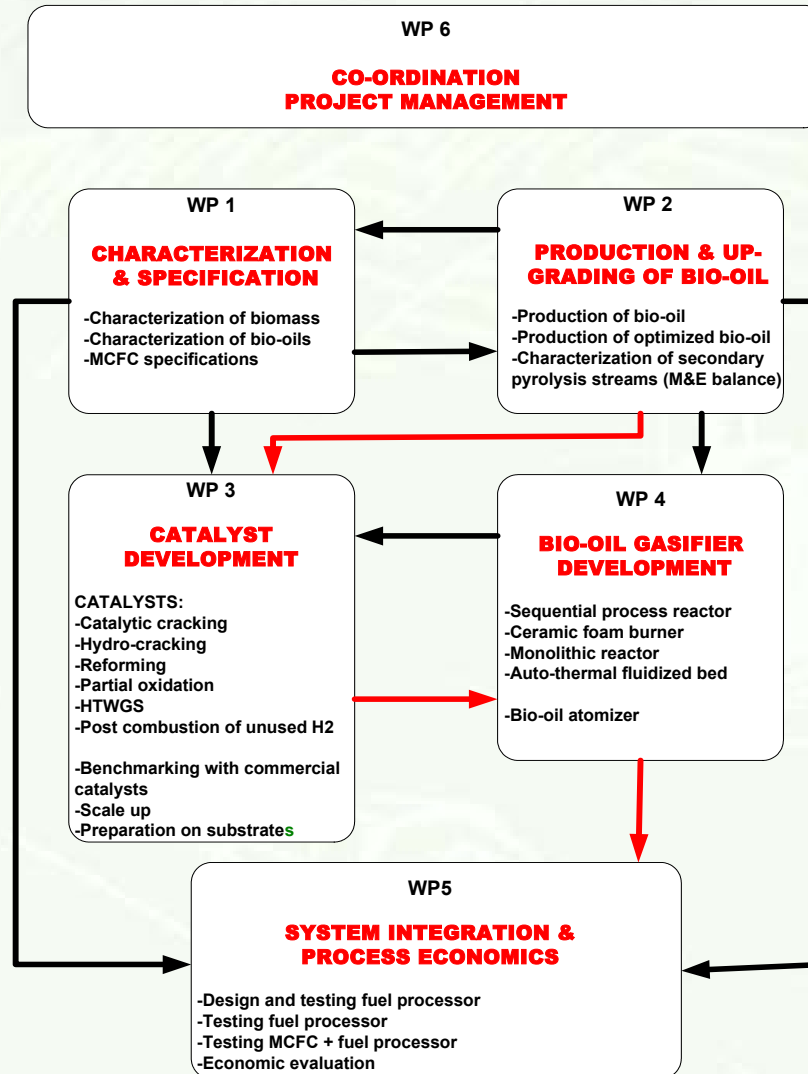 WP 6
CO-ORDINATION
PROJECT MANAGEMENT
WP 1
CHARACTERIZATION
& SPECIFICATION
-Characterization of biomass
-Characterization of bio-oils
-MCFC specifications
WP 2
PRODUCTION & UP-
GRADING OF BIO-OIL
-Production of bio-oil
-Production of optimized bio-oil
-Characterization of secondary
pyrolysis streams (M&E balance)
WP 3
CATALYST
DEVELOPMENT
CATALYSTS:
-Catalytic cracking
-Hydro-cracking
-Reforming
-Partial oxidation
-HTWGS
-Post combustion of unused H2
-Benchmarking with commercial
catalysts
-Scale up
-Preparation on substrates
WP 4
BIO-OIL GASIFIER
DEVELOPMENT
-Sequential process reactor
-Ceramic foam burner
-Monolithic reactor
-Auto-thermal fluidized bed
-Bio-oil atomizer
WP5
SYSTEM INTEGRATION &
PROCESS ECONOMICS
-Design and testing fuel processor
-Testing fuel processor
-Testing MCFC + fuel processor
-Economic evaluation